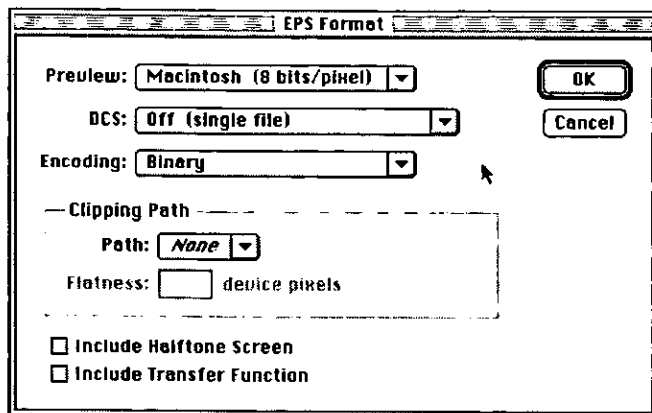 EPS Format
Preview: Macintosh (8 bits/pixel)
OK
DCS: Off (single file)
Cancel
Encoding: Binary
Clipping Path
Path: None
Flatness: device pixels
Include Halftone Screen
Include Transfer Function